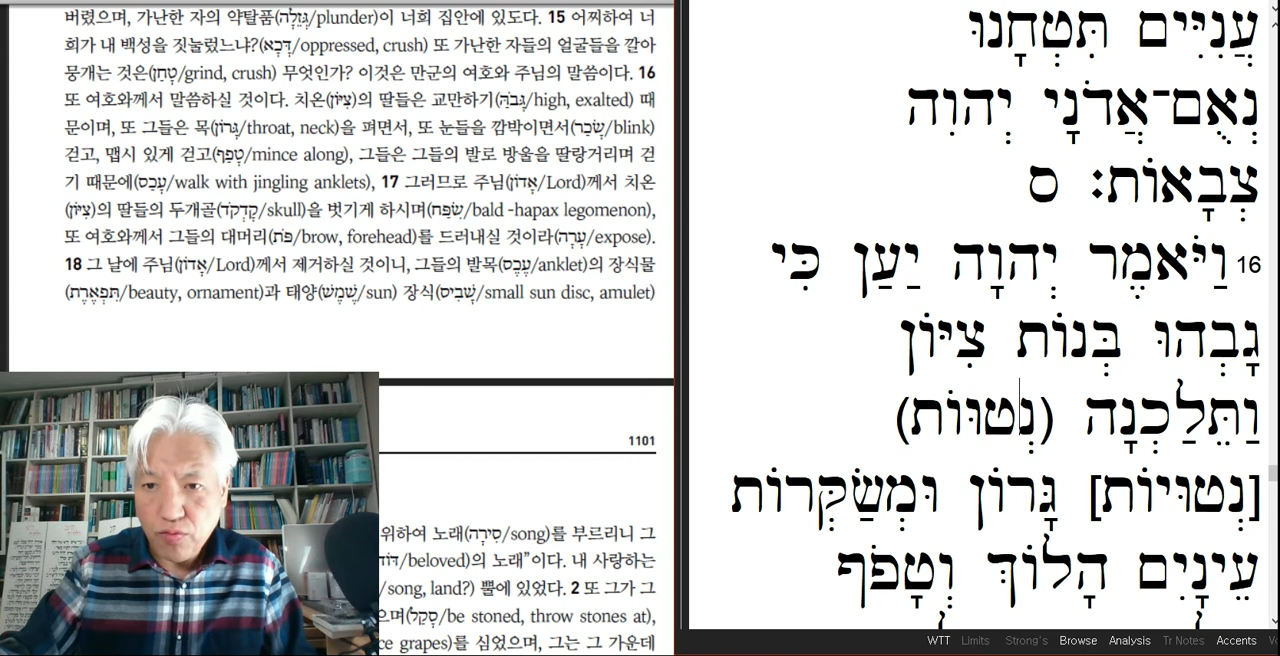 버렸으며, 가난한 자의 약탈품(גְּזֵלָה/plunder)이 너희 집안에 있도다. 15 어찌하여 너
희가 내 백성을 짓눌렀느냐?(דָּכָא/oppressed, crush) 또 가난한 자들의 얼굴들을 깔아
뭉개는 것은(טָחַן/grind, crush) 무엇인가? 이것은 만군의 여호와 주님의 말씀이다. 16
또 여호와께서 말씀하실 것이다. 치온(צִיּוֹן)의 딸들은 교만하기(גָּבַהּ/high, exalted) 때
문이며, 또 그들은 목(גָּרוֹן/throat, neck)을 펴면서, 또 눈들을 깜박이면서(שָׂכַר/blink)
걷고, 맵시 있게 걷고(טָפַף/mince along), 그들은 그들의 발로 방울을 딸랑거리며 걷
기 때문에(עָכַס/walk with jingling anklets), 17 그러므로 주님(אָדוֹן/Lord)께서 치온
(צִיּוֹן)의 딸들의 두개골(קָדְקֹד/skull)을 벗기게 하시며(שִׂפַּח/bald -hapax legomenon),
또 여호와께서 그들의 대머리(פֹּת/brow, forehead)를 드러내실 것이라(עָרָה/expose).
18 그 날에 주님(אָדוֹן/Lord)께서 제거하실 것이니, 그들의 발목(עֶכֶס/anklet)의 장식물
(תִּפְאֶרֶת/beauty, ornament)과 태양(שֶׁמֶשׁ/sun) 장식(שָׁבִיס/small sun disc, amulet)
1101
위하여 노래(שִׁירָה/song)를 부르리니 그
/beloved)의 노래”이다. 내 사랑하는
/song, land?) 뿔에 있었다. 2 또 그가 그
으며(סָקַל/be stoned, throw stones at),
ce grapes)를 심었으며, 그는 그 가운데
עֲנִיִּים תִּטְחָנוּ
נְאֻם־אֲדֹנָי יְהוִה
צְבָאוֹת׃ ס
16 וַיֹּאמֶר יְהוָה יַעַן כִּי
גָבְהוּ בְּנוֹת צִיּוֹן
וַתֵּלַכְנָה (נְטוּוֹת)
[נְטוּיוֹת] גָּרוֹן וּמְשַׂקְּרוֹת
עֵינָיִם הָלוֹךְ וְטָפֹף
WTT Limits Strong's Browse Analysis Tr Notes Accents